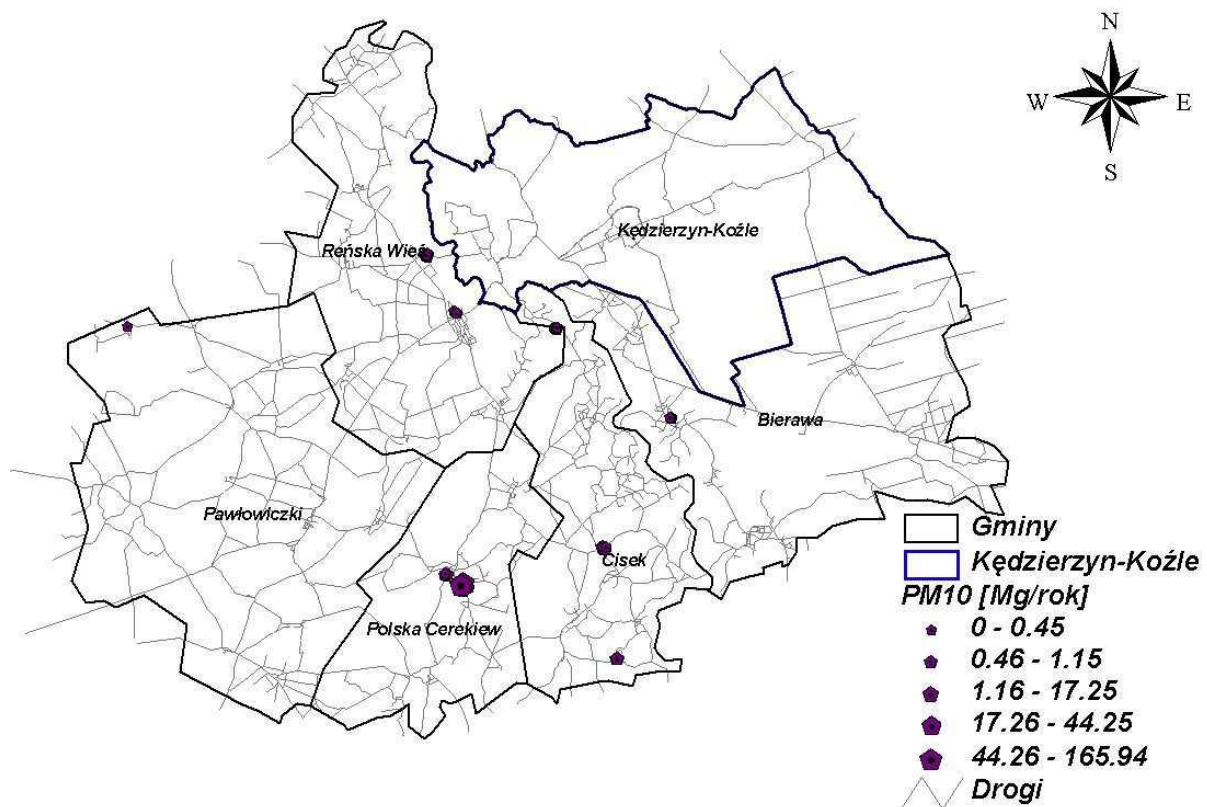 N
W E
S
Kędzierzyn-Koźle
Reńska Wieś
Bierawa
Pawłowiczki
Cisek
Polska Cerekiew
Gminy
Kędzierzyn-Koźle
PM10 [Mg/rok]
0 - 0.45
0.46 - 1.15
1.16 - 17.25
17.26 - 44.25
44.26 - 165.94
Drogi